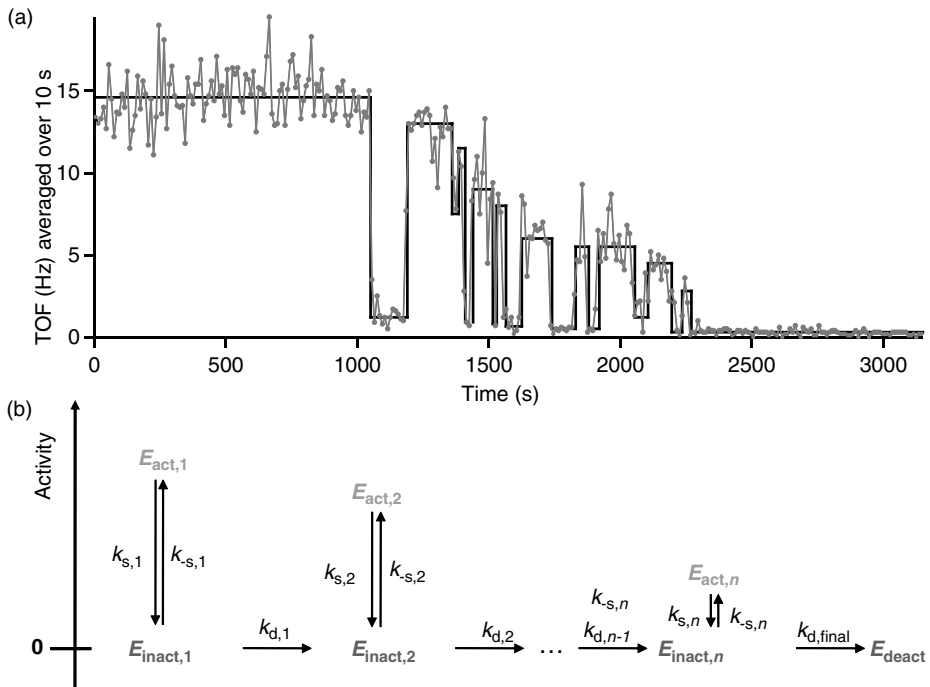 (a)
TOF (Hz) averaged over 10 s
15
10
5
0
0 500 1000 1500 2000 2500 3000
Time (s)
(b)
Activity
E_act,1
E_act,2
k_s,1 k_-s,1
k_s,2 k_-s,2
E_act,n
k_-s,n
k_s,n k_-s,n
0
E_inact,1 k_d,1 E_inact,2 k_d,2 ... k_d,n-1 E_inact,n k_d,final E_deact